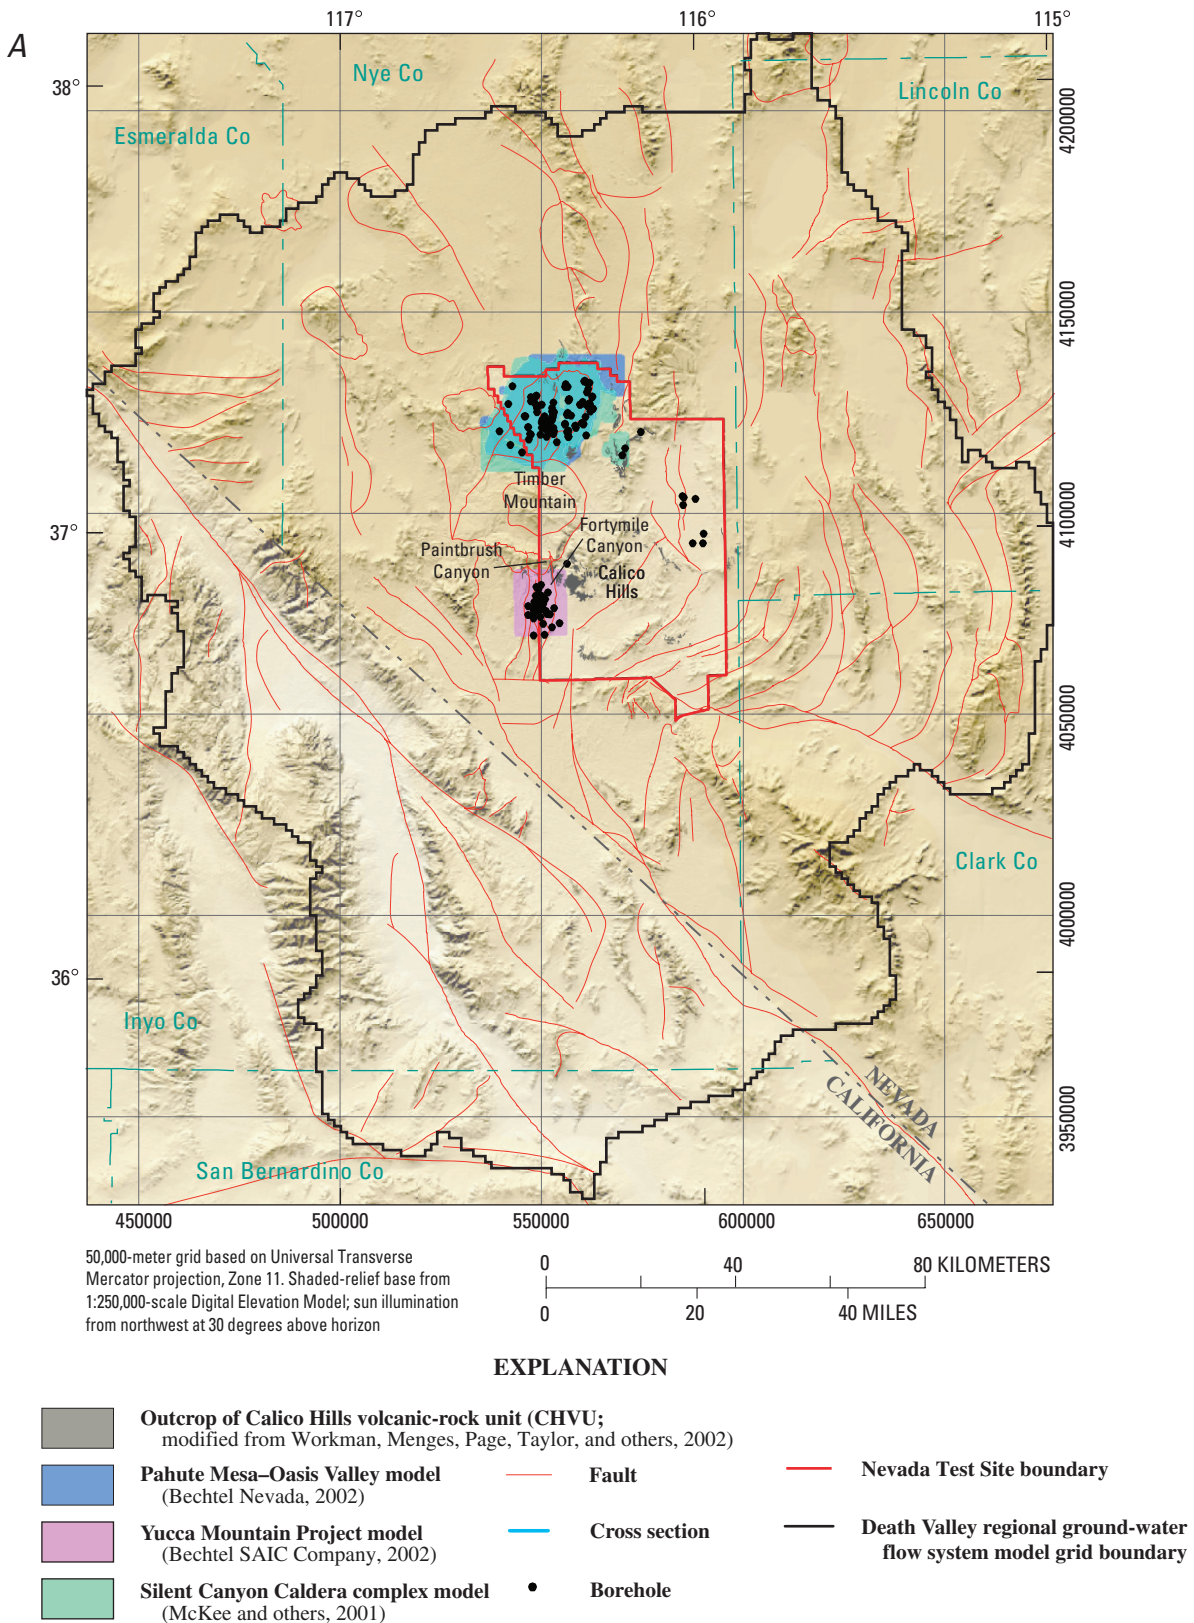 A
117°
116°
115°
38°
37°
36°
Nye Co
Lincoln Co
Esmeralda Co
4200000
4150000
4100000
4050000
4000000
3950000
Timber
Mountain
Fortymile
Canyon
Paintbrush
Canyon
Calico
Hills
Clark Co
Inyo Co
NEVADA
CALIFORNIA
San Bernardino Co
450000
500000
550000
600000
650000
50,000-meter grid based on Universal Transverse
Mercator projection, Zone 11. Shaded-relief base from
1:250,000-scale Digital Elevation Model; sun illumination
from northwest at 30 degrees above horizon
0 40 80 KILOMETERS
0 20 40 MILES
EXPLANATION
Outcrop of Calico Hills volcanic-rock unit (CHVU;
modified from Workman, Menges, Page, Taylor, and others, 2002)
Pahute Mesa–Oasis Valley model
(Bechtel Nevada, 2002)
Yucca Mountain Project model
(Bechtel SAIC Company, 2002)
Silent Canyon Caldera complex model
(McKee and others, 2001)
Fault
Cross section
Borehole
Nevada Test Site boundary
Death Valley regional ground-water
flow system model grid boundary